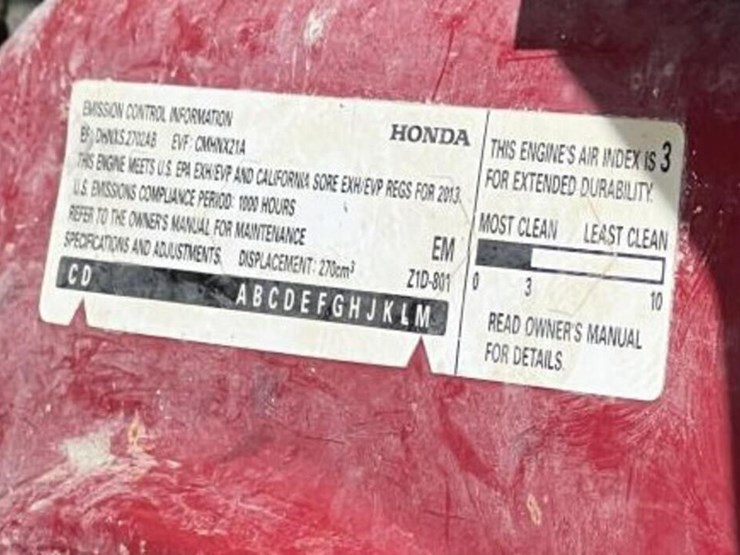 EMISSION CONTROL INFORMATION
EF: DHNXS.2702AB EVF: CMHNX21A
HONDA
THIS ENGINE MEETS U.S. EPA EXH/EVP AND CALIFORNIA SORE EXH/EVP REGS FOR 2013.
U.S. EMISSIONS COMPLIANCE PERIOD: 1000 HOURS
REFER TO THE OWNER'S MANUAL FOR MAINTENANCE
SPECIFICATIONS AND ADJUSTMENTS. DISPLACEMENT: 270cm³
EM
Z1D-801
C D
A B C D E F G H J K L M
THIS ENGINE'S AIR INDEX IS 3
FOR EXTENDED DURABILITY.
MOST CLEAN LEAST CLEAN
0 3 10
READ OWNER'S MANUAL
FOR DETAILS.